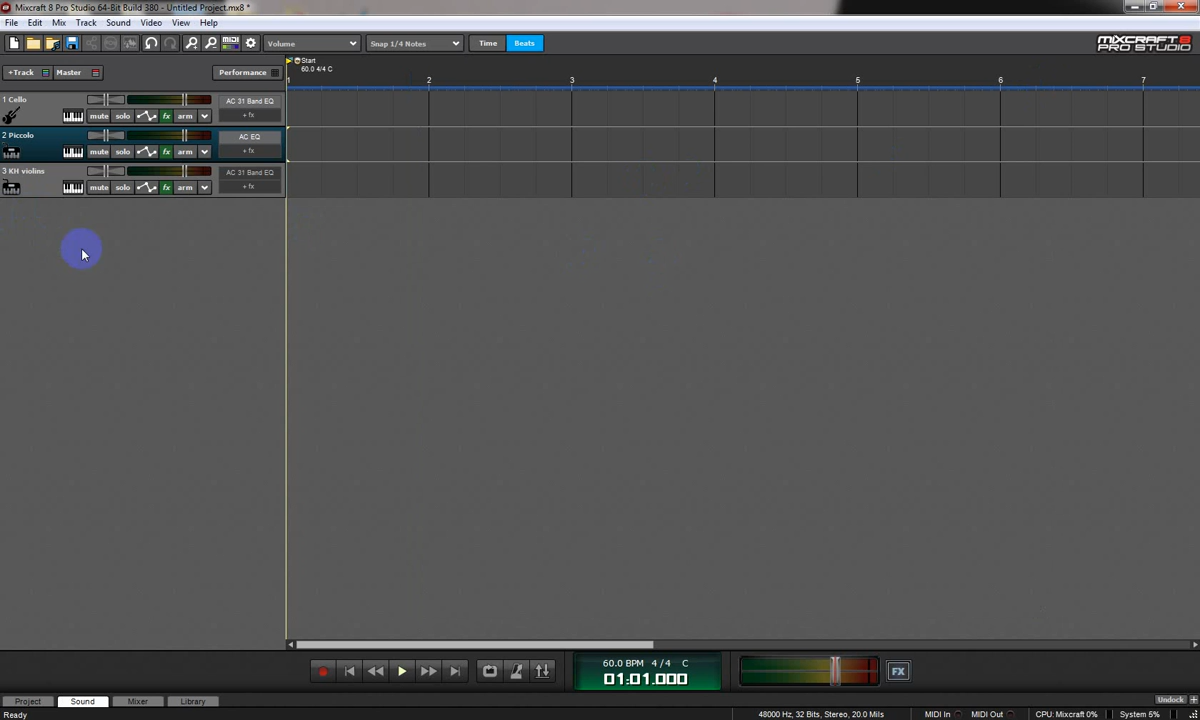 Mixcraft 8 Pro Studio 64-Bit Build 380 - Untitled Project.mx8 *
File Edit Mix Track Sound Video View Help
Volume Snap 1/4 Notes Time Beats
MIXCRAFT 8
PRO STUDIO
+Track Master Performance
Start
60.0 4/4 C
1 2 3 4 5 6 7
1 Cello
AC 31 Band EQ
mute solo fx arm + fx
2 Piccolo
AC EQ
mute solo fx arm + fx
3 KH violins
AC 31 Band EQ
mute solo fx arm + fx
60.0 BPM 4/4 C
01:01.000
FX
Project Sound Mixer Library
Undock
Ready
48000 Hz, 32 Bits, Stereo, 20.0 Mils MIDI In MIDI Out CPU: Mixcraft 0% System 5%